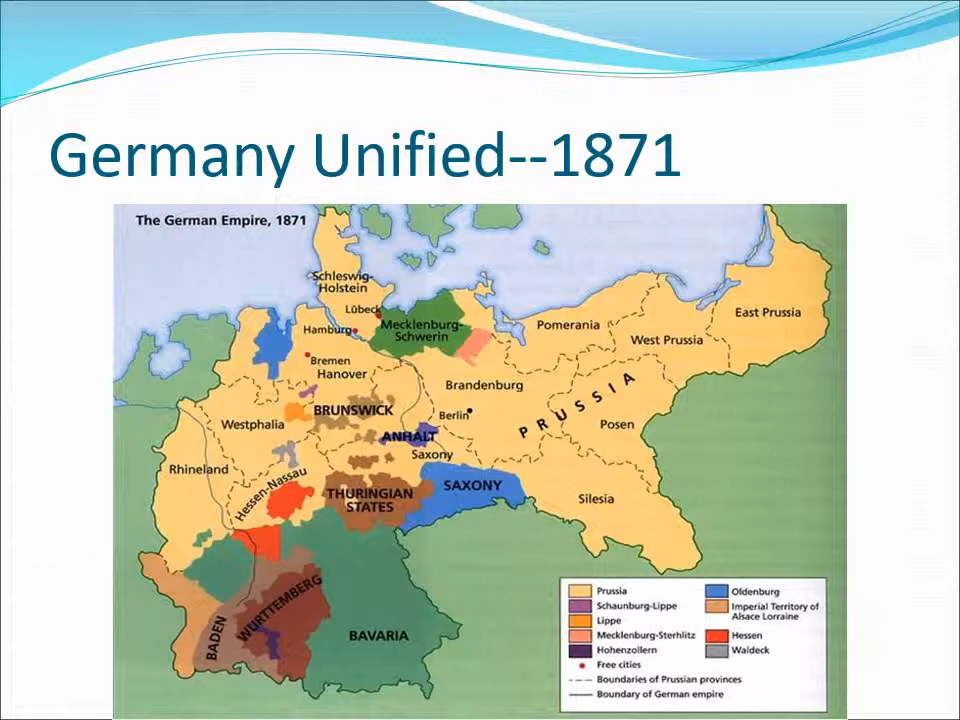 Germany Unified--1871
The German Empire, 1871
Schleswig-
Holstein
Lübeck
Hamburg
Mecklenburg-
Schwerin
Bremen
Hanover
Pomerania
East Prussia
West Prussia
Brandenburg
Berlin
PRUSSIA
Posen
BRUNSWICK
Westphalia
ANHALT
Saxony
Rhineland
Hessen-Nassau
THURINGIAN
STATES
SAXONY
Silesia
WÜRTTEMBERG
BADEN
BAVARIA
Prussia
Schaunburg-Lippe
Lippe
Mecklenburg-Sterhlitz
Hohenzollern
Free cities
Boundaries of Prussian provinces
Boundary of German empire
Oldenburg
Imperial Territory of
Alsace Lorraine
Hessen
Waldeck